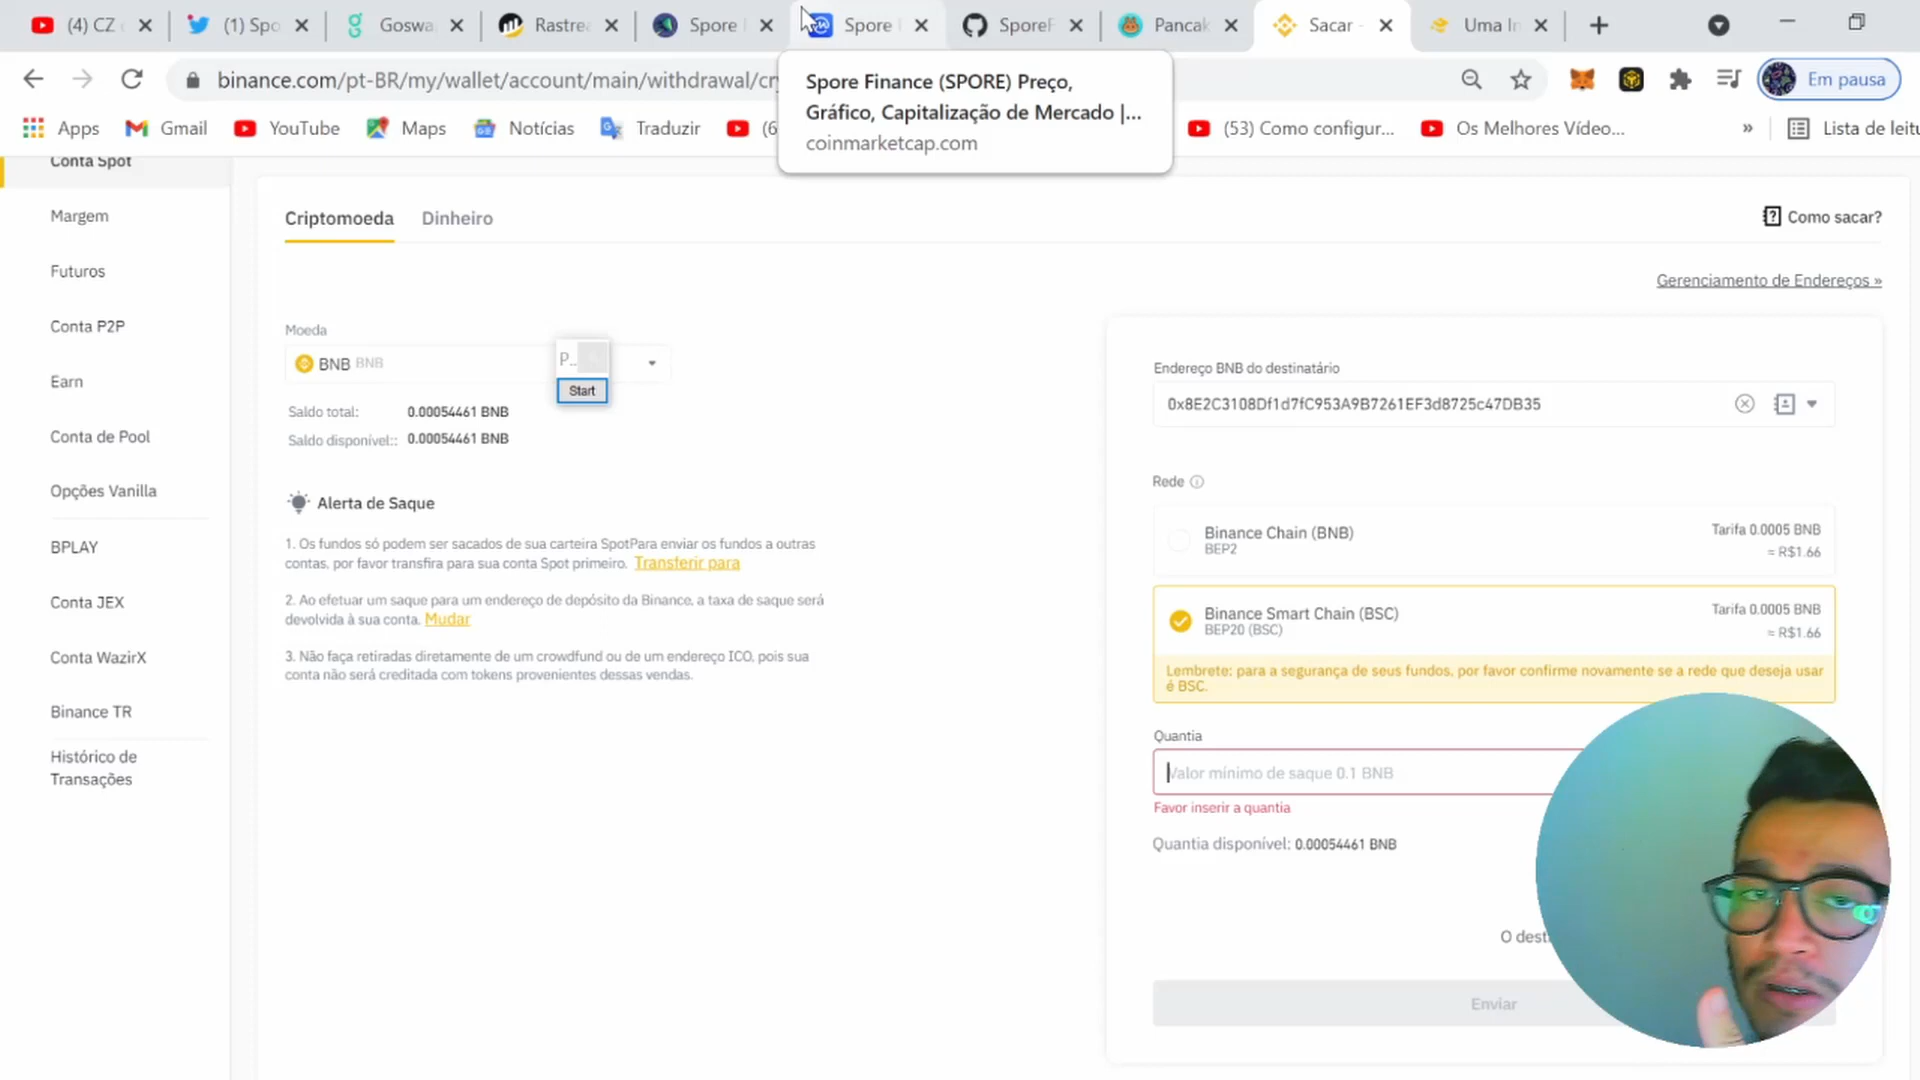 (4) CZ
(1) Spo
Goswa
Rastrea
Spore
Spore
SporeF
Pancak
Sacar -
Uma In
binance.com/pt-BR/my/wallet/account/main/withdrawal/cry
Em pausa
Spore Finance (SPORE) Preço,
Gráfico, Capitalização de Mercado |...
coinmarketcap.com
Apps
Gmail
YouTube
Maps
Notícias
Traduzir
(6
(53) Como configur...
Os Melhores Vídeo...
»
Lista de leitu
Conta Spot
Margem
Futuros
Conta P2P
Earn
Conta de Pool
Opções Vanilla
BPLAY
Conta JEX
Conta WazirX
Binance TR
Histórico de
Transações
Criptomoeda
Dinheiro
Como sacar?
Gerenciamento de Endereços »
Moeda
BNB BNB
P...
Start
Saldo total: 0.00054461 BNB
Saldo disponível:: 0.00054461 BNB
Alerta de Saque
1. Os fundos só podem ser sacados de sua carteira SpotPara enviar os fundos a outras
contas, por favor transfira para sua conta Spot primeiro. Transferir para
2. Ao efetuar um saque para um endereço de depósito da Binance, a taxa de saque será
devolvida à sua conta. Mudar
3. Não faça retiradas diretamente de um crowdfund ou de um endereço ICO, pois sua
conta não será creditada com tokens provenientes dessas vendas.
Endereço BNB do destinatário
0x8E2C3108Df1d7fC953A9B7261EF3d8725c47DB35
Rede
Binance Chain (BNB)
BEP2
Tarifa 0.0005 BNB
≈ R$1.66
Binance Smart Chain (BSC)
BEP20 (BSC)
Tarifa 0.0005 BNB
≈ R$1.66
Lembrete: para a segurança de seus fundos, por favor confirme novamente se a rede que deseja usar
é BSC.
Quantia
Valor mínimo de saque 0.1 BNB
Favor inserir a quantia
Quantia disponível: 0.00054461 BNB
O desti
Enviar